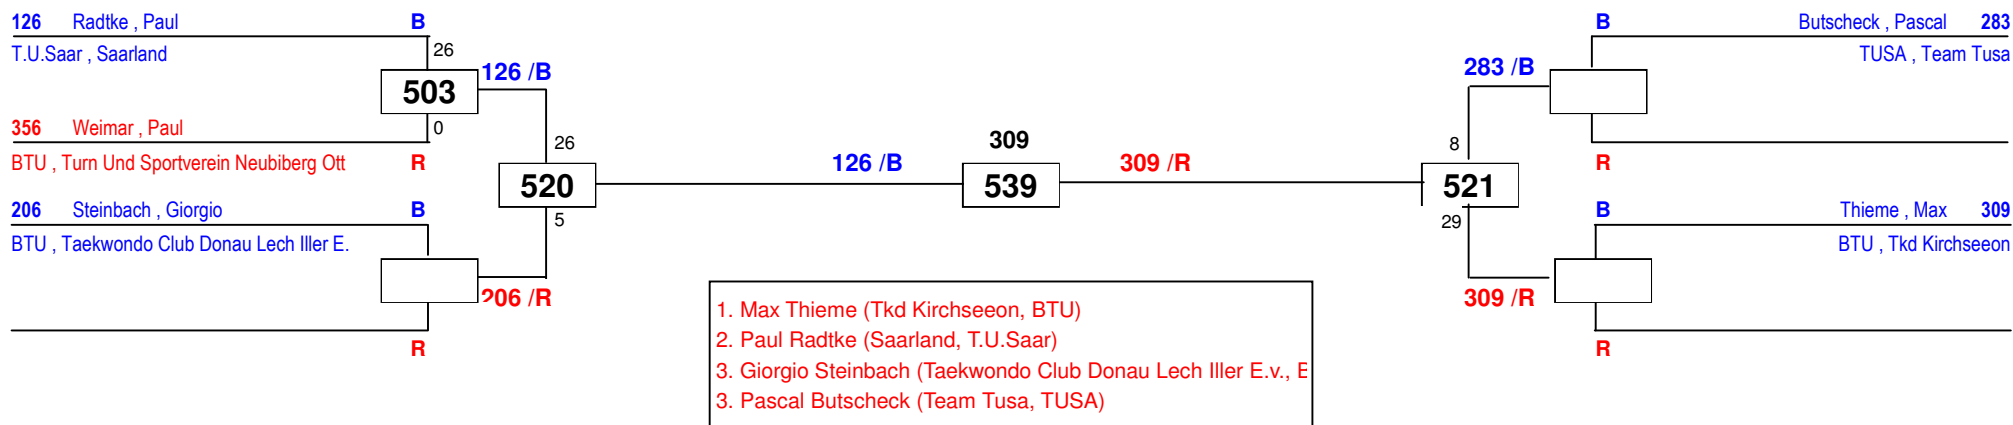 126 Radtke , Paul B
T.U.Saar , Saarland
26
503
126 /B
0
356 Weimar , Paul
BTU , Turn Und Sportverein Neubiberg Ott R
26
520
5
206 Steinbach , Giorgio B
BTU , Taekwondo Club Donau Lech Iller E.
206 /R
R
126 /B
309
539
309 /R
1. Max Thieme (Tkd Kirchseeon, BTU)
2. Paul Radtke (Saarland, T.U.Saar)
3. Giorgio Steinbach (Taekwondo Club Donau Lech Iller E.v., B
3. Pascal Butscheck (Team Tusa, TUSA)
8
521
29
283 /B
309 /R
B Butscheck , Pascal 283
TUSA , Team Tusa
R
B Thieme , Max 309
BTU , Tkd Kirchseeon
R